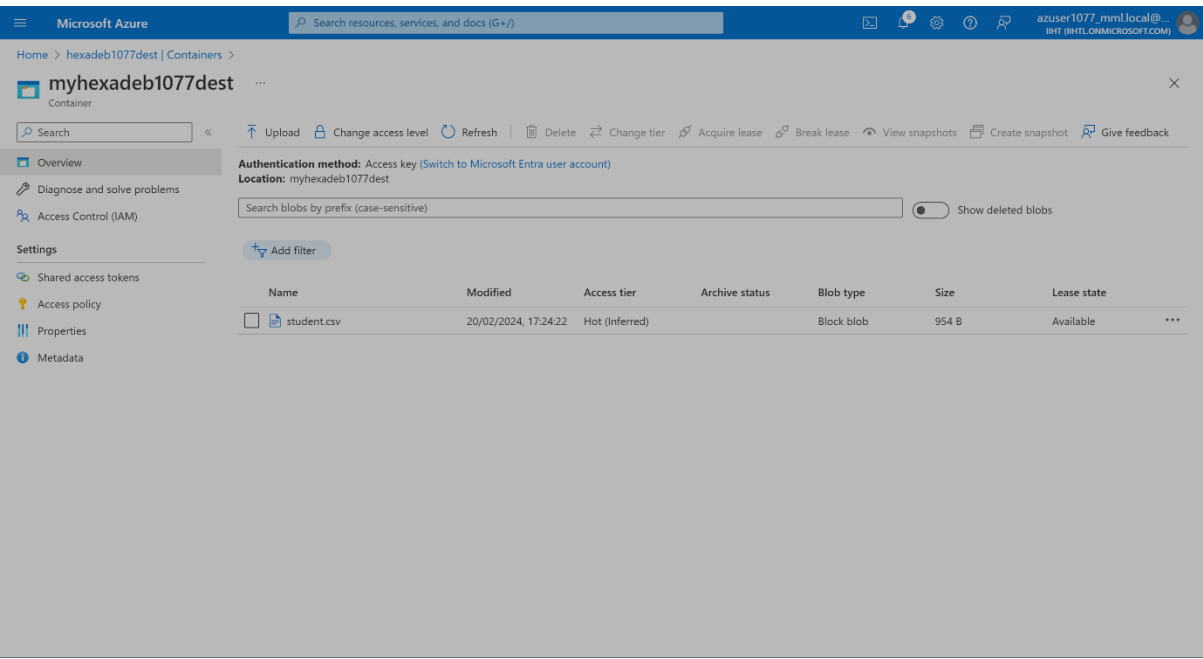 Microsoft Azure
Search resources, services, and docs (G+/)
6
azuser1077_mml.local@...
IIHT (IIHTL.ONMICROSOFT.COM)
Home > hexadeb1077dest | Containers >
myhexadeb1077dest ...
Container
Search
Overview
Diagnose and solve problems
Access Control (IAM)
Settings
Shared access tokens
Access policy
Properties
Metadata
Upload Change access level Refresh Delete Change tier Acquire lease Break lease View snapshots Create snapshot Give feedback
Authentication method: Access key (Switch to Microsoft Entra user account)
Location: myhexadeb1077dest
Search blobs by prefix (case-sensitive)
Show deleted blobs
Add filter
Name Modified Access tier Archive status Blob type Size Lease state
student.csv 20/02/2024, 17:24:22 Hot (Inferred) Block blob 954 B Available ...